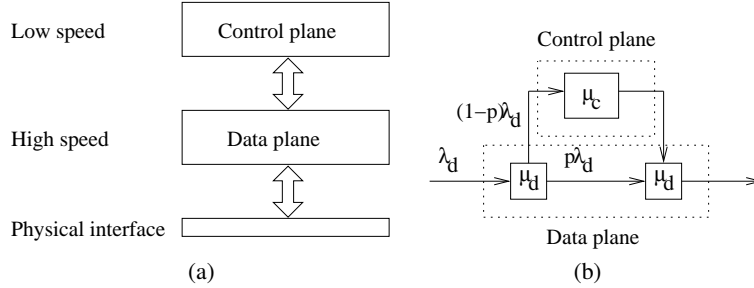 Low speed
Control plane
High speed
Data plane
Physical interface
(a)
Control plane
μc
(1−p)λd
λd
pλd
μd
μd
Data plane
(b)